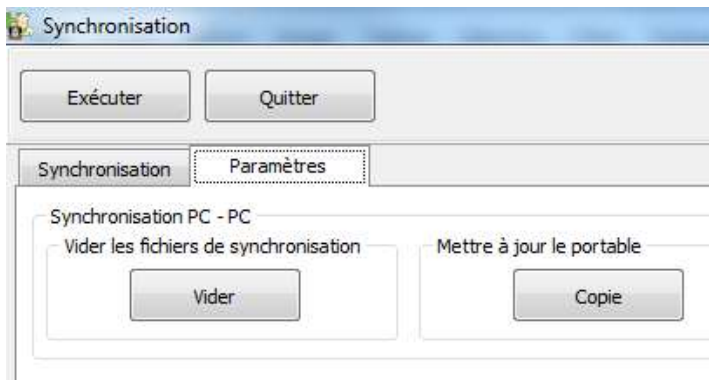 Synchronisation
Exécuter Quitter
Synchronisation Paramètres
Synchronisation PC - PC
Vider les fichiers de synchronisation Mettre à jour le portable
Vider Copie